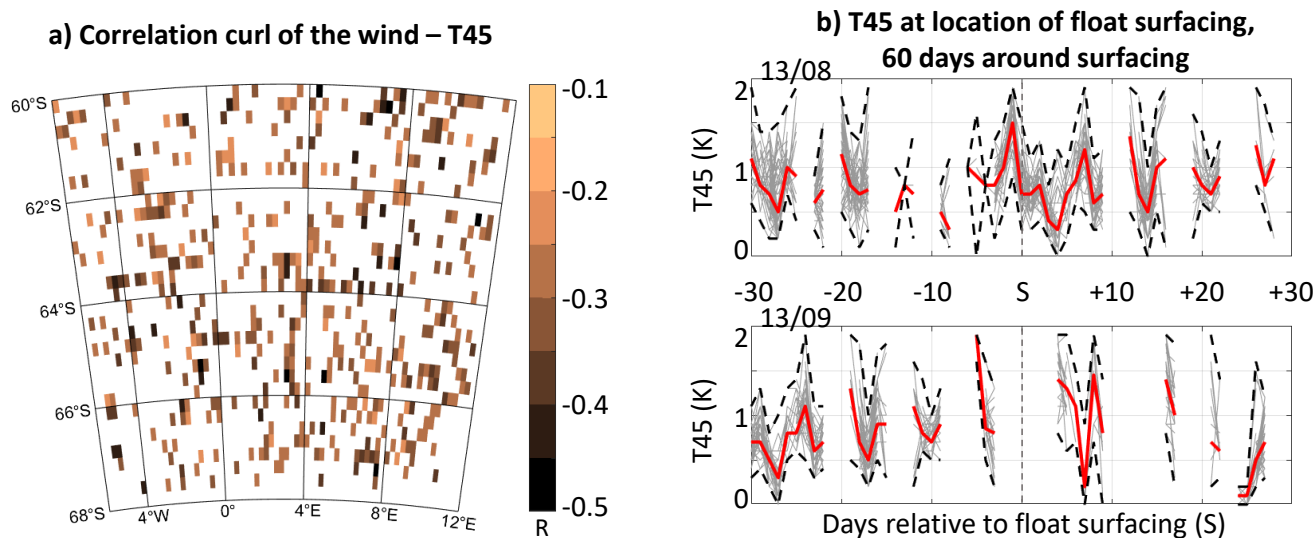 a) Correlation curl of the wind – T45
60°S
62°S
64°S
66°S
68°S
4°W
0°
4°E
8°E
12°E
-0.1
-0.2
-0.3
-0.4
-0.5
R
b) T45 at location of float surfacing,
60 days around surfacing
13/08
2
1
0
T45 (K)
-30
-20
-10
S
+10
+20
+30
13/09
2
1
0
T45 (K)
Days relative to float surfacing (S)